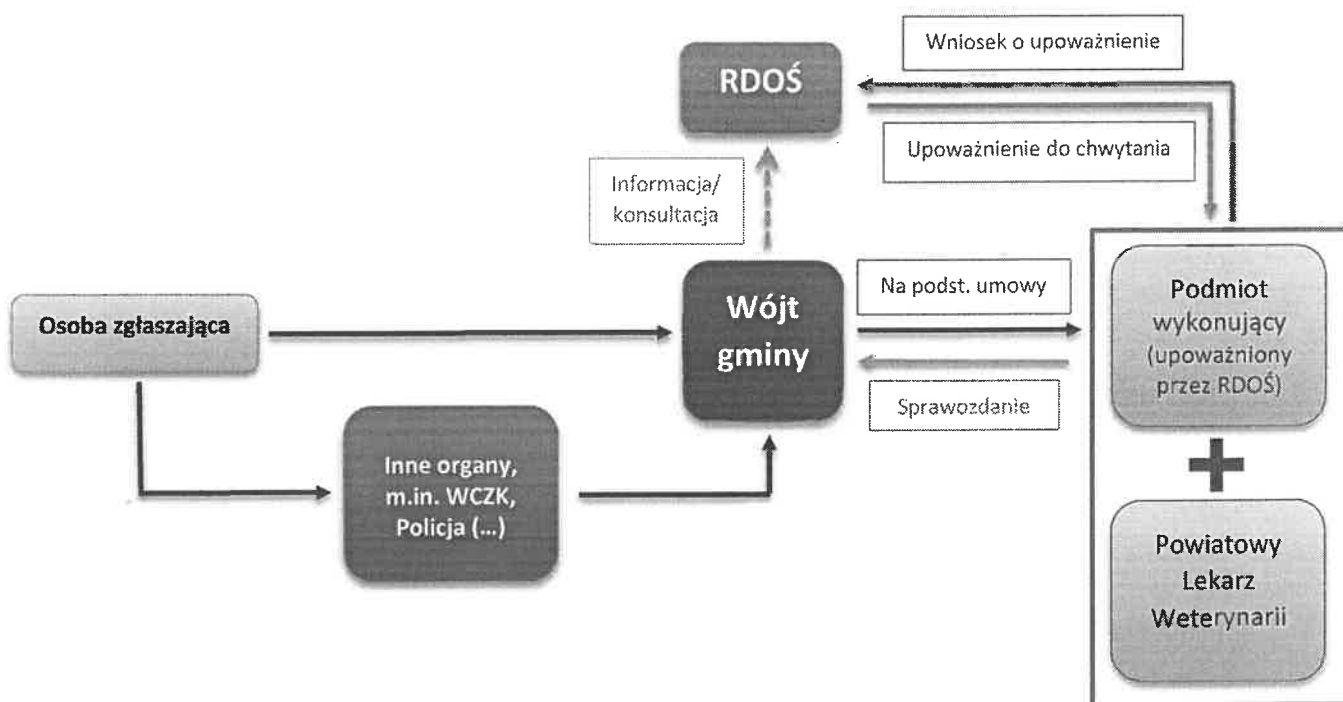 Wniosek o upoważnienie
RDOŚ
Upoważnienie do chwytania
Informacja/
konsultacja
Osoba zgłaszająca
Wójt
gminy
Na podst. umowy
Sprawozdanie
Podmiot
wykonujący
(upoważniony
przez RDOŚ)
Inne organy,
m.in. WCZK,
Policja (...)
Powiatowy
Lekarz
Weterynarii